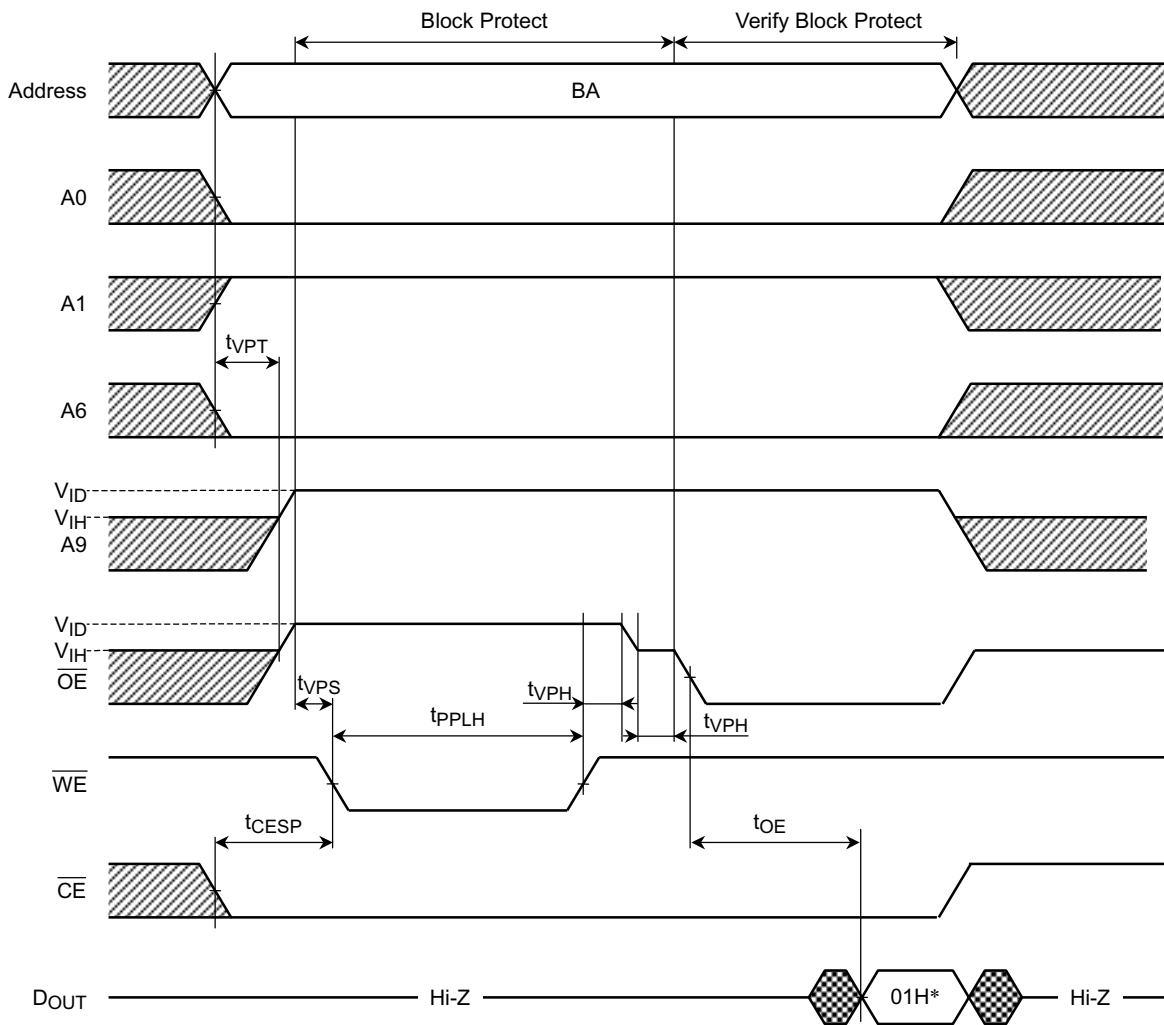 Block Protect
Verify Block Protect
Address
BA
A0
A1
tVPT
A6
VID
VIH
A9
VID
VIH
OE
tVPS
tVPH
tPPLH
tVPH
WE
tCESP
tOE
CE
DOUT
Hi-Z
01H*
Hi-Z